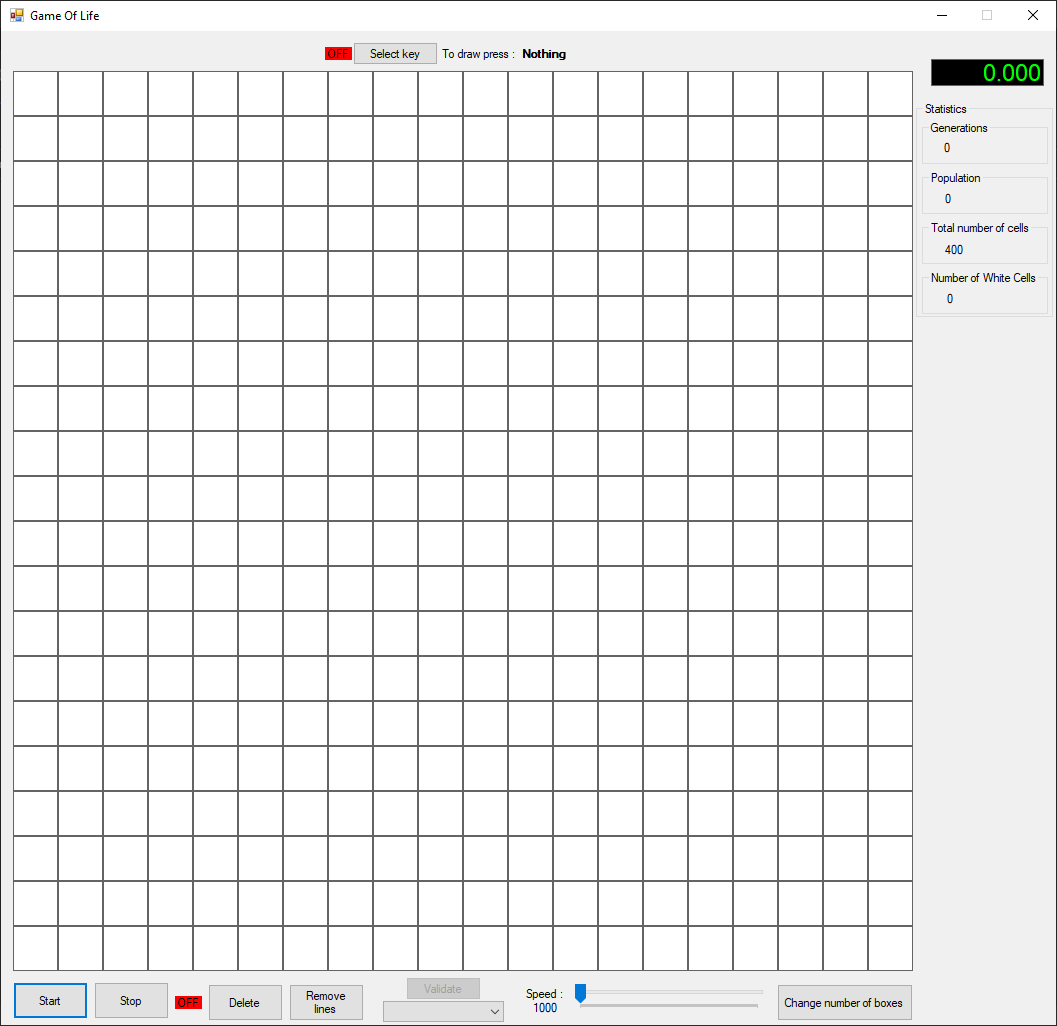 Game Of Life
OFF Select key To draw press : Nothing
0.000
Statistics
Generations
0
Population
0
Total number of cells
400
Number of White Cells
0
Start
Stop
OFF
Delete
Remove
lines
Validate
Speed :
1000
Change number of boxes